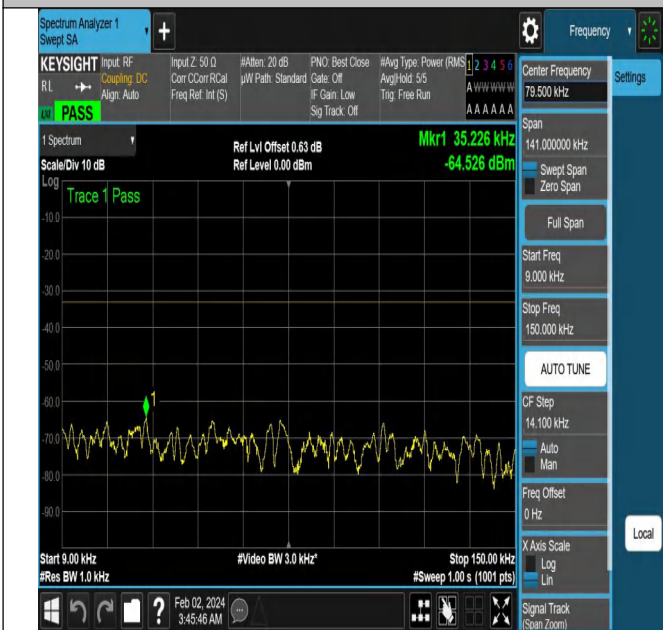 Spectrum Analyzer 1
Swept SA
+
Frequency
KEYSIGHT
Input: RF
Coupling: DC
Align: Auto
Input Z: 50 Ω
Corr CCorr RCal
Freq Ref: Int (S)
#Atten: 20 dB
µW Path: Standard
PNO: Best Close
Gate: Off
IF Gain: Low
Sig Track: Off
#Avg Type: Power (RMS
Avg|Hold: 5/5
Trig: Free Run
1 2 3 4 5 6
A W W W W W
A A A A A A
R L
LXI
PASS
1 Spectrum
Scale/Div 10 dB
Ref Lvl Offset 0.63 dB
Ref Level 0.00 dBm
Mkr1 35.226 kHz
-64.526 dBm
Log
Trace 1 Pass
-10.0
-20.0
-30.0
-40.0
-50.0
-60.0
-70.0
-80.0
-90.0
1
Start 9.00 kHz
#Res BW 1.0 kHz
#Video BW 3.0 kHz*
Stop 150.00 kHz
#Sweep 1.00 s (1001 pts)
?
Feb 02, 2024
3:45:46 AM
Center Frequency
79.500 kHz
Settings
Span
141.000000 kHz
Swept Span
Zero Span
Full Span
Start Freq
9.000 kHz
Stop Freq
150.000 kHz
AUTO TUNE
CF Step
14.100 kHz
Auto
Man
Freq Offset
0 Hz
X Axis Scale
Log
Lin
Local
Signal Track
(Span Zoom)